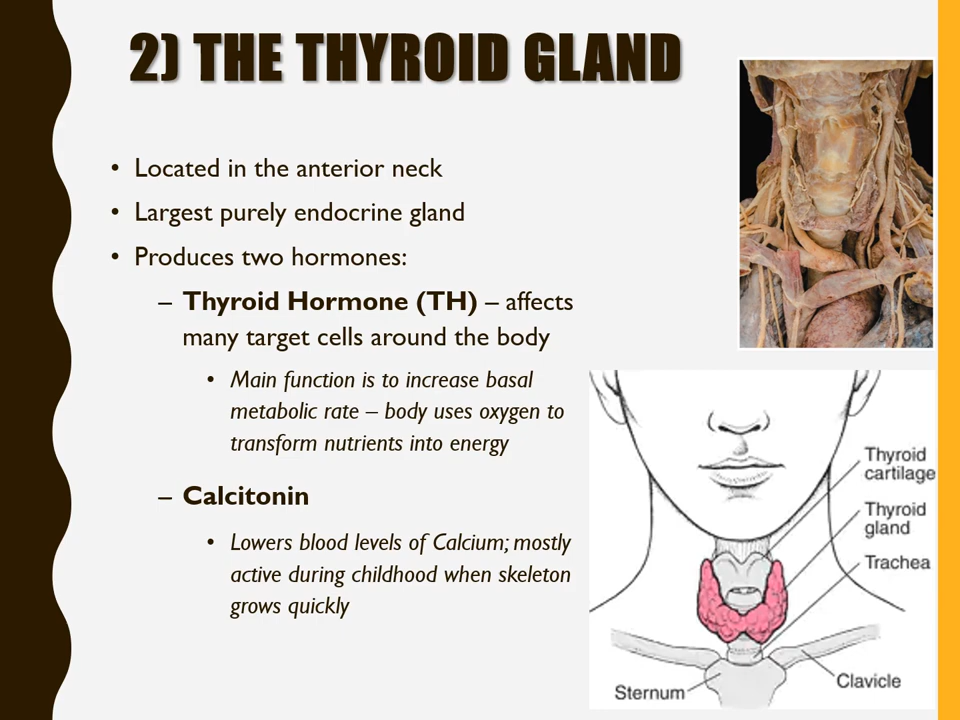 2) THE THYROID GLAND
• Located in the anterior neck
• Largest purely endocrine gland
• Produces two hormones:
– Thyroid Hormone (TH) – affects
many target cells around the body
• Main function is to increase basal
metabolic rate – body uses oxygen to
transform nutrients into energy
– Calcitonin
• Lowers blood levels of Calcium; mostly
active during childhood when skeleton
grows quickly
Thyroid
cartilage
Thyroid
gland
Trachea
Clavicle
Sternum